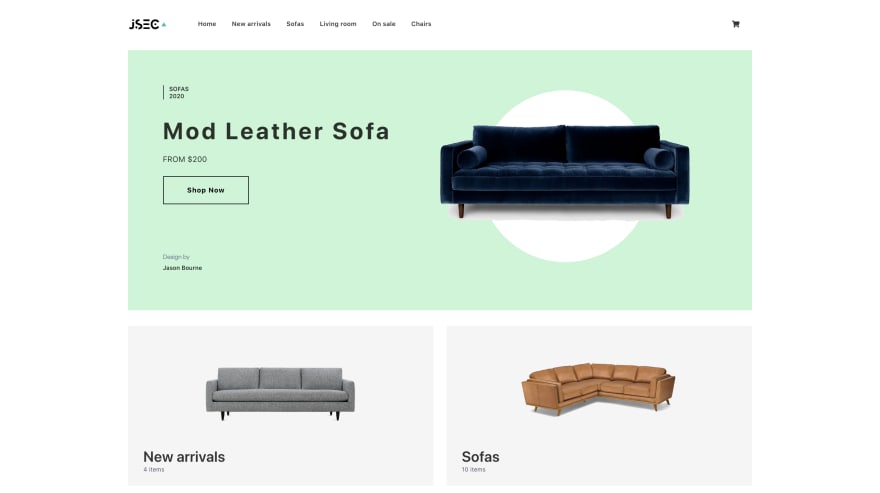 JSEC
Home New arrivals Sofas Living room On sale Chairs
SOFAS
2020
Mod Leather Sofa
FROM $200
Shop Now
Design by
Jason Bourne
New arrivals
4 items
Sofas
10 items